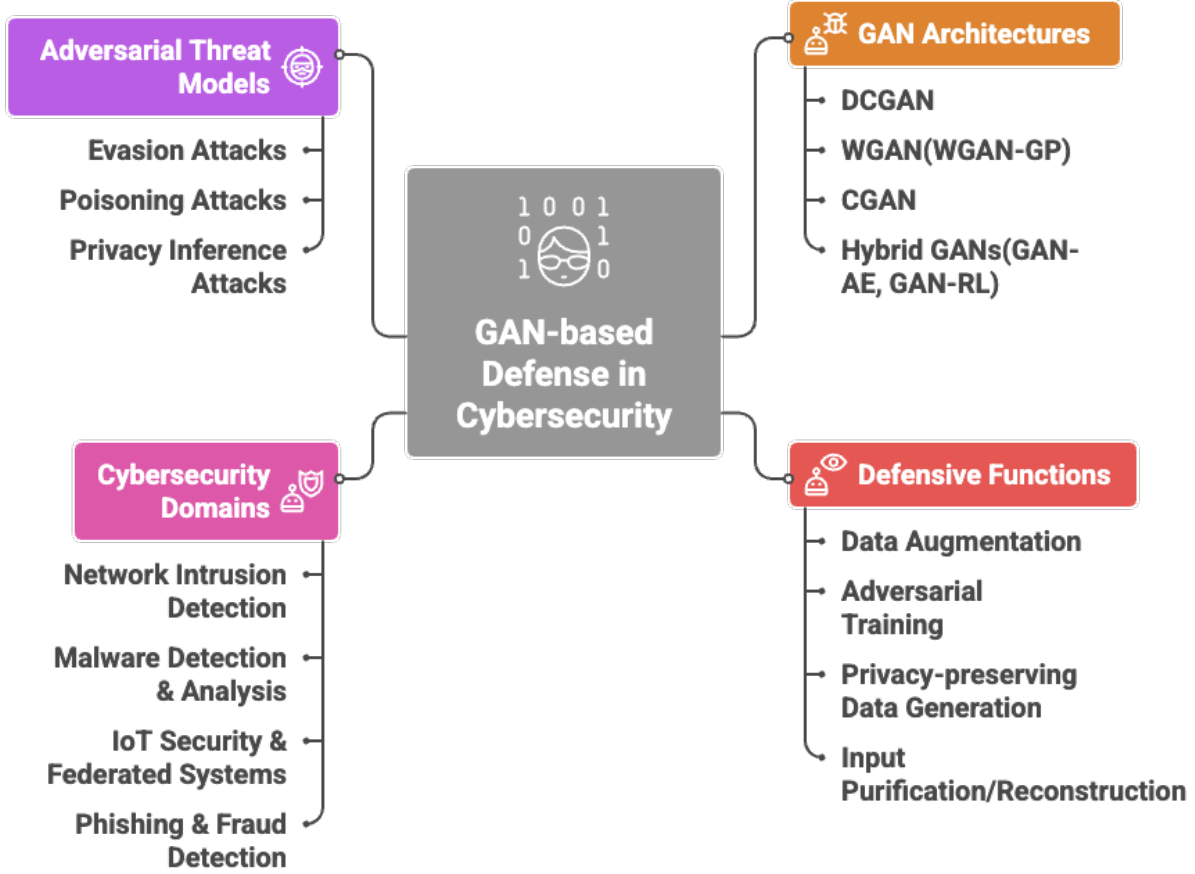 Adversarial Threat
Models
Evasion Attacks
Poisoning Attacks
Privacy Inference
Attacks
GAN Architectures
DCGAN
WGAN(WGAN-GP)
CGAN
Hybrid GANs(GAN-
AE, GAN-RL)
1 0 0 1
0 1
1 0
GAN-based
Defense in
Cybersecurity
Cybersecurity
Domains
Network Intrusion
Detection
Malware Detection
& Analysis
IoT Security &
Federated Systems
Phishing & Fraud
Detection
Defensive Functions
Data Augmentation
Adversarial
Training
Privacy-preserving
Data Generation
Input
Purification/Reconstruction